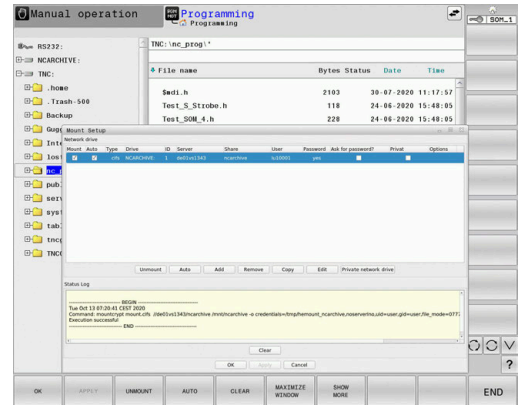 Manual operation
Programming
Programming
SOM_1
RS232:
NCARCHIVE:
TNC:
.home
.Trash-500
Backup
TNC:\nc_prog\*
File name Bytes Status Date Time
$mdi.h 2103 30-07-2020 11:17:57
Test_S_Strobe.h 118 24-06-2020 15:48:05
Test_SOM_4.h 228 24-06-2020 15:48:05
Mount Setup
Network drive
Mount Auto Type Drive ID Server Share User Password Ask for password? Privat Options
cifs NCARCHIVE: 1 de01vs1343 ncarchive yes
Unmount Auto Add Remove Copy Edit Private network drive
Status Log
BEGIN
Tue Oct 13 07:20:41 CEST 2020
Execution successful
END
Clear
OK Apply Cancel
OK APPLY UNMOUNT AUTO CLEAR MAXIMIZE WINDOW SHOW MORE END
?